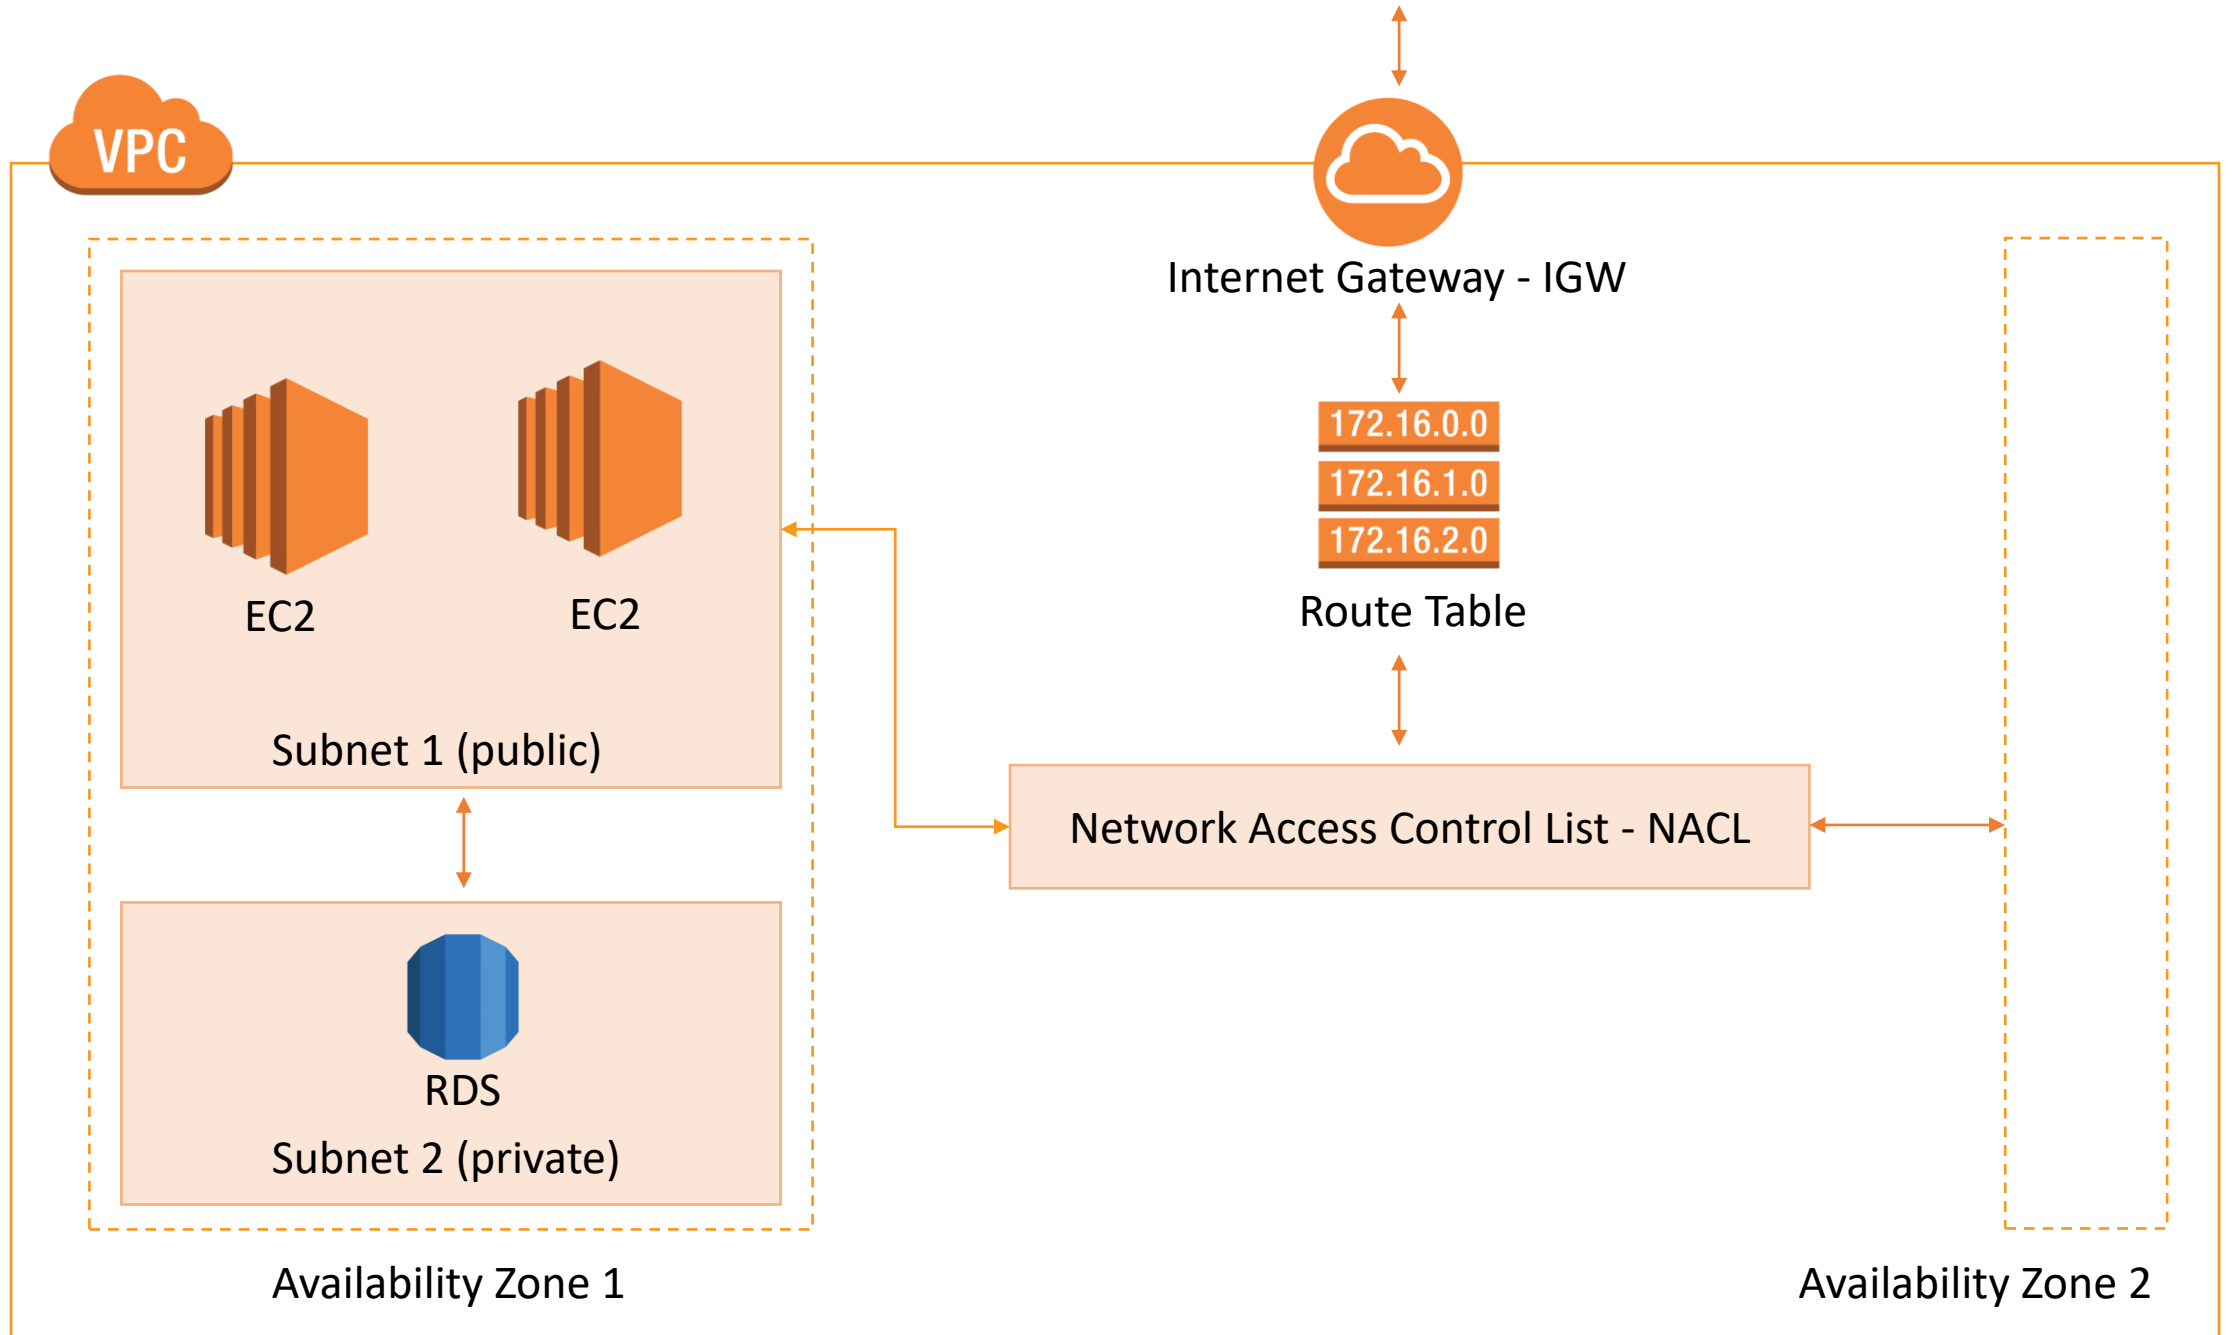 VPC
Internet Gateway - IGW
172.16.0.0
172.16.1.0
172.16.2.0
Route Table
EC2
EC2
Subnet 1 (public)
Network Access Control List - NACL
RDS
Subnet 2 (private)
Availability Zone 1
Availability Zone 2